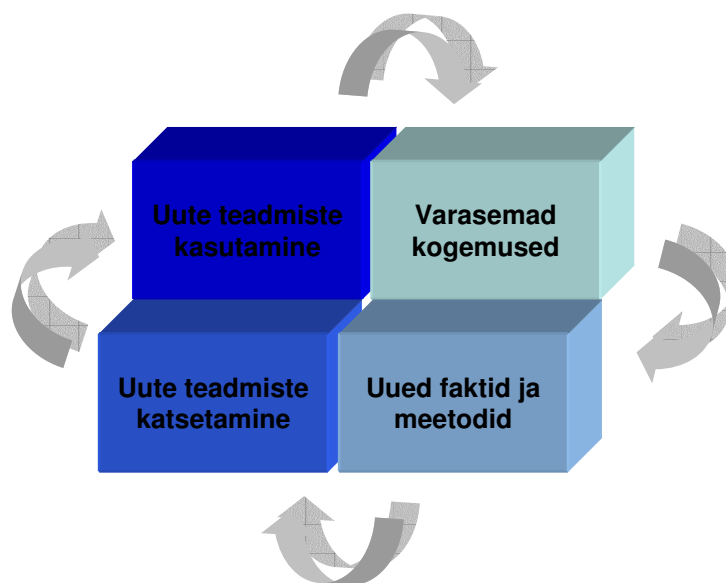 Uute teadmiste
kasutamine
Varasemad
kogemused
Uute teadmiste
katsetamine
Uued faktid ja
meetodid